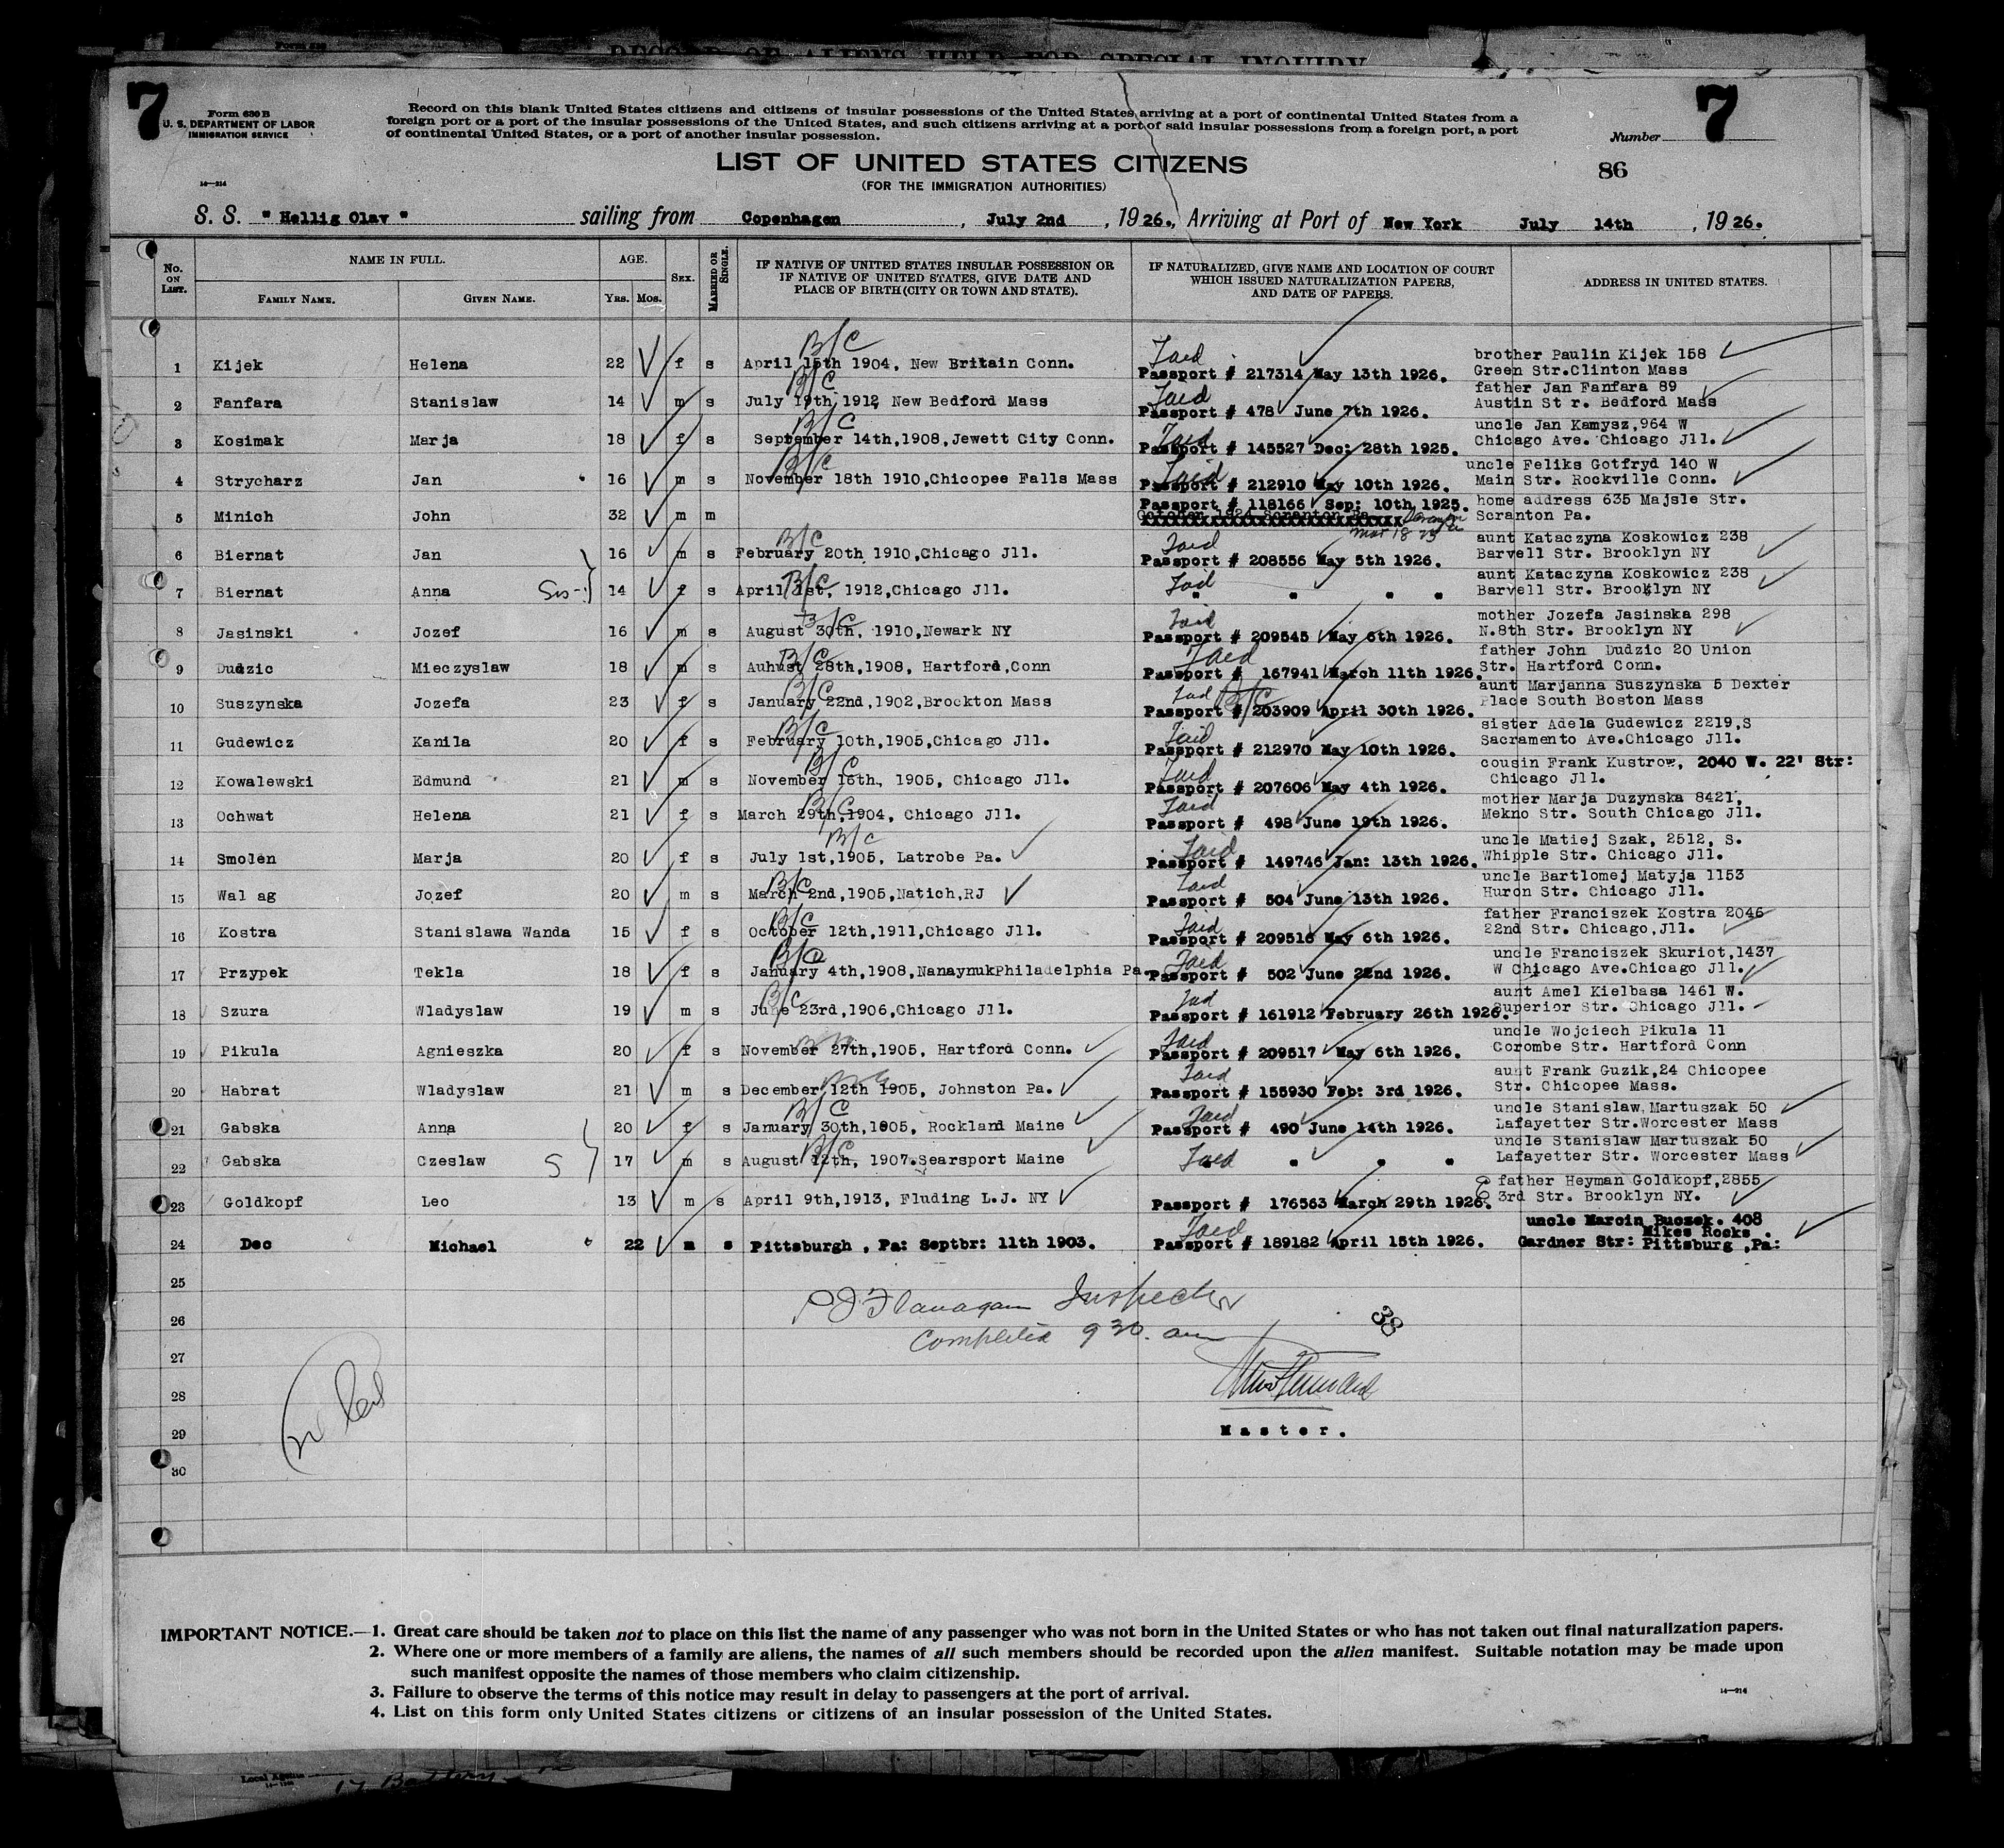 RECORD OF ALIENS HELD FOR SPECIAL INQUIRY
7
Form 630 B
U. S. DEPARTMENT OF LABOR
IMMIGRATION SERVICE
14—214
Record on this blank United States citizens and citizens of insular possessions of the United States arriving at a port of continental United States from a
foreign port or a port of the insular possessions of the United States, and such citizens arriving at a port of said insular possessions from a foreign port, a port
of continental United States, or a port of another insular possession.
Number 7
86
LIST OF UNITED STATES CITIZENS
(FOR THE IMMIGRATION AUTHORITIES)
S. S. "Hellig Olav" sailing from Copenhagen, July 2nd, 1926., Arriving at Port of New York July 14th, 1926.
No. ON LIST. NAME IN FULL. AGE. SEX. MARRIED OR SINGLE. IF NATIVE OF UNITED STATES INSULAR POSSESSION OR IF NATIVE OF UNITED STATES, GIVE DATE AND PLACE OF BIRTH (CITY OR TOWN AND STATE). IF NATURALIZED, GIVE NAME AND LOCATION OF COURT WHICH ISSUED NATURALIZATION PAPERS, AND DATE OF PAPERS. ADDRESS IN UNITED STATES.
FAMILY NAME. GIVEN NAME. YRS. MOS.
1 Kijek Helena 22 f s B/C April 15th 1904, New Britain Conn. Passport # 217314 May 13th 1926. brother Paulin Kijek 158
Green Str.Clinton Mass
2 Fanfara Stanislaw 14 m s B/C July 19th, 1912, New Bedford Mass Passport # 478 June 7th 1926. father Jan Fanfara 89
Austin St r. Bedford Mass
3 Kosimak Marja 18 f s B/C September 14th,1908,Jewett City Conn. Passport # 145527 Dec: 28th 1925. uncle Jan Kamysz,964 W
Chicago Ave. Chicago Jll.
4 Strycharz Jan 16 m s B/C November 18th 1910,Chicopee Falls Mass Passport # 212910 May 10th 1926. uncle Feliks Gotfryd 140 W
Main Str. Rockville Conn.
5 Minich John 32 m m Passport # 118166 Sep: 10th 1925. home address 635 Majsle Str.
Scranton Pa.
6 Biernat Jan 16 m s B/C February 20th 1910,Chicago Jll. Passport # 208556 May 5th 1926. aunt Kataczyna Koskowicz 238
Barvell Str. Brooklyn NY
7 Biernat Anna Sis- 14 f s B/C April 1st, 1912,Chicago Jll. " " " " aunt Kataczyna Koskowicz 238
Barvell Str. Brooklyn NY
8 Jasinski Jozef 16 m s B/C August 30th, 1910,Newark NY Passport # 209545 May 6th 1926. mother Jozefa Jasinska 298
N.8th Str. Brooklyn NY
9 Dudzic Mieczyslaw 18 m s B/C Auhust 28th,1908, Hartford,Conn Passport # 167941 March 11th 1926. father John Dudzic 20 Union
Str. Hartford Conn.
10 Suszynska Jozefa 23 f s B/C January 22nd,1902,Brockton Mass B/C Passport # 203909 April 30th 1926. aunt Marjanna Suszynska 5 Dexter
Place South Boston Mass
11 Gudewicz Kanila 20 f s B/C February 10th,1905,Chicago Jll. Passport # 212970 May 10th 1926. sister Adela Gudewicz 2219,S
Sacramento Ave.Chicago Jll.
12 Kowalewski Edmund 21 m s B/C November 15th, 1905, Chicago Jll. Passport # 207606 May 4th 1926. cousin Frank Kustrow, 2040 W. 22' Str:
Chicago Jll.
13 Ochwat Helena 21 f s B/C March 29th,1904, Chicago Jll. Passport # 498 June 19th 1926. mother Marja Duzynska 8421,
Mekno Str. South Chicago Jll.
14 Smolen Marja 20 f s B/C July 1st,1905, Latrobe Pa. Passport # 149746 Jan: 13th 1926. uncle Matiej Szak, 2512, S.
Whipple Str. Chicago Jll.
15 Wal ag Jozef 20 m s B/C March 2nd,1905,Natich,RJ Passport # 504 June 13th 1926. uncle Bartlomej Matyja 1153
Huron Str. Chicago Jll.
16 Kostra Stanislawa Wanda 15 f s B/C October 12th,1911,Chicago Jll. Passport # 209516 May 6th 1926. father Franciszek Kostra 2046
22nd Str. Chicago,Jll.
17 Przypek Tekla 18 f s B/C January 4th,1908,NanaynukPhiladelphia Pa. Passport # 502 June 22nd 1926. uncle Franciszek Skuriot,1437
W Chicago Ave.Chicago Jll.
18 Szura Wladyslaw 19 m s B/C June 23rd,1906,Chicago Jll. Passport # 161912 February 26th 1926. aunt Amel Kielbasa 1461 W.
Superior Str. Chicago Jll.
19 Pikula Agnieszka 20 f s November 27th,1905, Hartford Conn. Passport # 209517 May 6th 1926. uncle Wojciech Pikula 11
Corombe Str. Hartford Conn
20 Habrat Wladyslaw 21 m s December 12th 1905, Johnston Pa. Passport # 155930 Feb: 3rd 1926. aunt Frank Guzik,24 Chicopee
Str. Chicopee Mass.
21 Gabska Anna 20 f s B/C January 30th,1905, Rockland Maine Passport # 490 June 14th 1926. uncle Stanislaw Martuszak 50
Lafayetter Str.Worcester Mass
22 Gabska Czeslaw S 17 m s B/C August 12th, 1907.Searsport Maine " " " uncle Stanislaw Martuszak 50
Lafayetter Str. Worcester Mass
23 Goldkopf Leo 13 m s April 9th,1913, Fluding L.J. NY Passport # 176563 March 29th 1926. father Heyman Goldkopf,2855
3rd Str. Brooklyn NY.
24 Dec Michael 22 m s Pittsburgh , Pa: Septbr: 11th 1903. Passport # 189182 April 15th 1926. uncle Marcin Buczek. 408
Mikes Rocks .
Gardner Str: Pittsburg ,Pa:
25
26
27
28
29
30
P J Flanagan Inspector
Completed 9 30. am
38
Master.
IMPORTANT NOTICE.—1. Great care should be taken not to place on this list the name of any passenger who was not born in the United States or who has not taken out final naturalization papers.
2. Where one or more members of a family are aliens, the names of all such members should be recorded upon the alien manifest. Suitable notation may be made upon
such manifest opposite the names of those members who claim citizenship.
3. Failure to observe the terms of this notice may result in delay to passengers at the port of arrival.
4. List on this form only United States citizens or citizens of an insular possession of the United States.
14—214